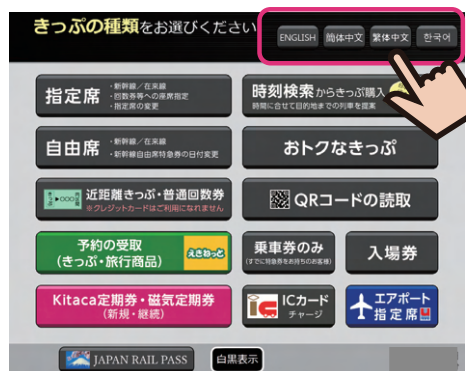 きっぷの種類をお選びください
ENGLISH
簡体中文
繁体中文
한국어
指定席
・新幹線／在来線
・回数券等への座席指定
・指定席の変更
時刻検索からきっぷ購入
時間に合せて目的地までの列車を提案
自由席
・新幹線／在来線
・新幹線自由席特急券の日付変更
おトクなきっぷ
近距離きっぷ・普通回数券
※クレジットカードはご利用になれません
QRコードの読取
予約の受取
(きっぷ・旅行商品)
えきねっと
乗車券のみ
(すでに特急券をお持ちのお客様)
入場券
Kitaca定期券・磁気定期券
(新規・継続)
IC
ICカード
チャージ
エアポート
指定席
JAPAN RAIL PASS
白黒表示